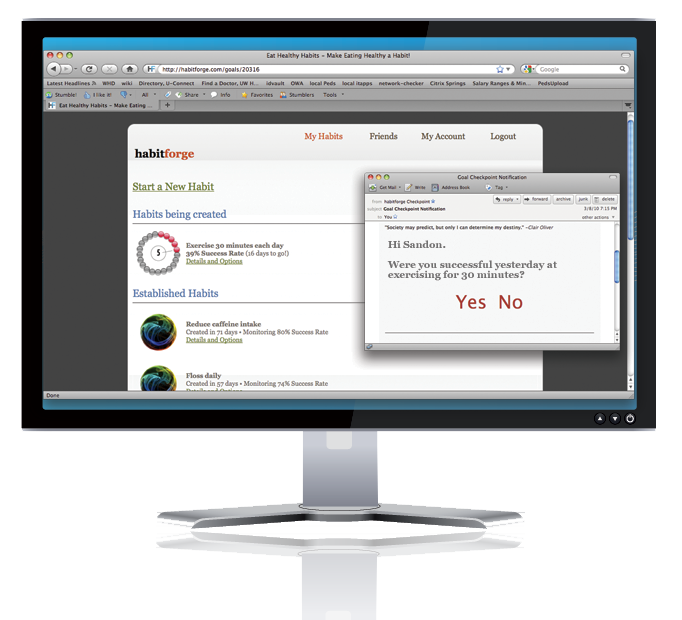 Eat Healthy Habits – Make Eating Healthy a Habit!
http://habitforge.com/goals/20316
Google
Latest Headlines WHD wiki Directory, U-Connect Find a Doctor, UW H... idvault OWA local Peds local itapps network-checker Citrix Springs Salary Ranges & Min... PedsUpload
Stumble! I like it! All Share Info Favorites Stumblers Tools
Eat Healthy Habits – Make Eating ...
My Habits Friends My Account Logout
habitforge
Start a New Habit
Habits being created
5
Exercise 30 minutes each day
39% Success Rate (16 days to go!)
Details and Options
Established Habits
Reduce caffeine intake
Created in 71 days • Monitoring 80% Success Rate
Details and Options
Floss daily
Created in 57 days • Monitoring 74% Success Rate
Details and Options
Done
Goal Checkpoint Notification
Get Mail Write Address Book Tag
from habitforge Checkpoint
reply forward archive junk delete
subject Goal Checkpoint Notification
3/8/10 7:15 PM
to You
other actions
"Society may predict, but only I can determine my destiny." –Clair Oliver
Hi Sandon.
Were you successful yesterday at
exercising for 30 minutes?
Yes No